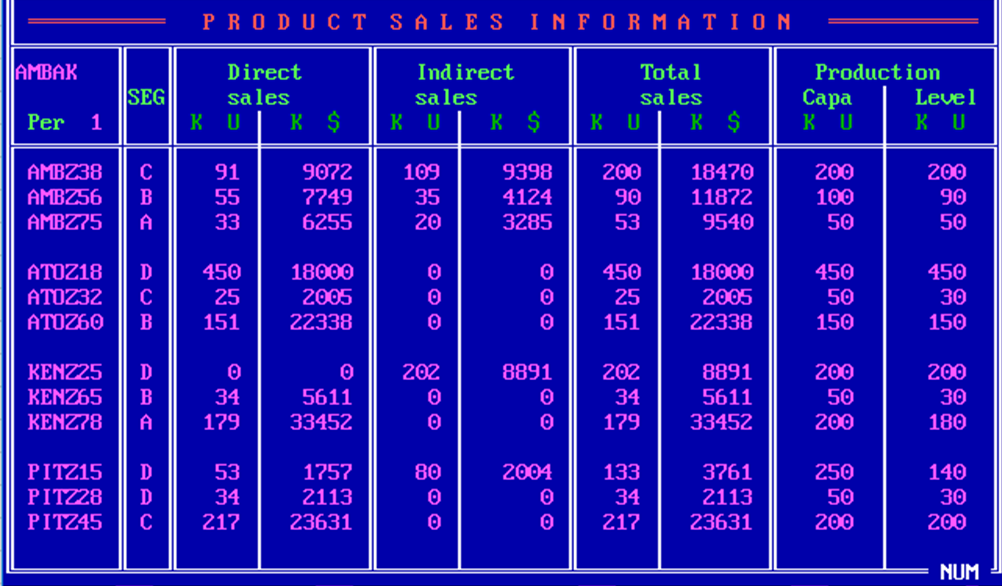 PRODUCT SALES INFORMATION
AMBAK Direct Indirect Total Production
SEG sales sales sales Capa Level
Per 1 K U K $ K U K $ K U K $ K U K U
AMBZ38 C 91 9072 109 9398 200 18470 200 200
AMBZ56 B 55 7749 35 4124 90 11872 100 90
AMBZ75 A 33 6255 20 3285 53 9540 50 50
ATOZ18 D 450 18000 0 0 450 18000 450 450
ATOZ32 C 25 2005 0 0 25 2005 50 30
ATOZ60 B 151 22338 0 0 151 22338 150 150
KENZ25 D 0 0 202 8891 202 8891 200 200
KENZ65 B 34 5611 0 0 34 5611 50 30
KENZ78 A 179 33452 0 0 179 33452 200 180
PITZ15 D 53 1757 80 2004 133 3761 250 140
PITZ28 D 34 2113 0 0 34 2113 50 30
PITZ45 C 217 23631 0 0 217 23631 200 200
NUM